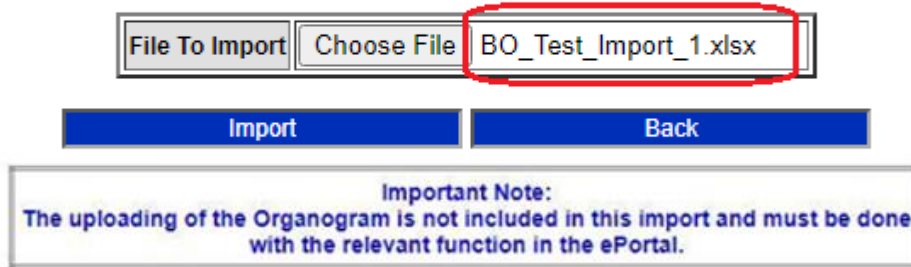 File To Import Choose File BO_Test_Import_1.xlsx
Import Back
Important Note:
The uploading of the Organogram is not included in this import and must be done
with the relevant function in the ePortal.